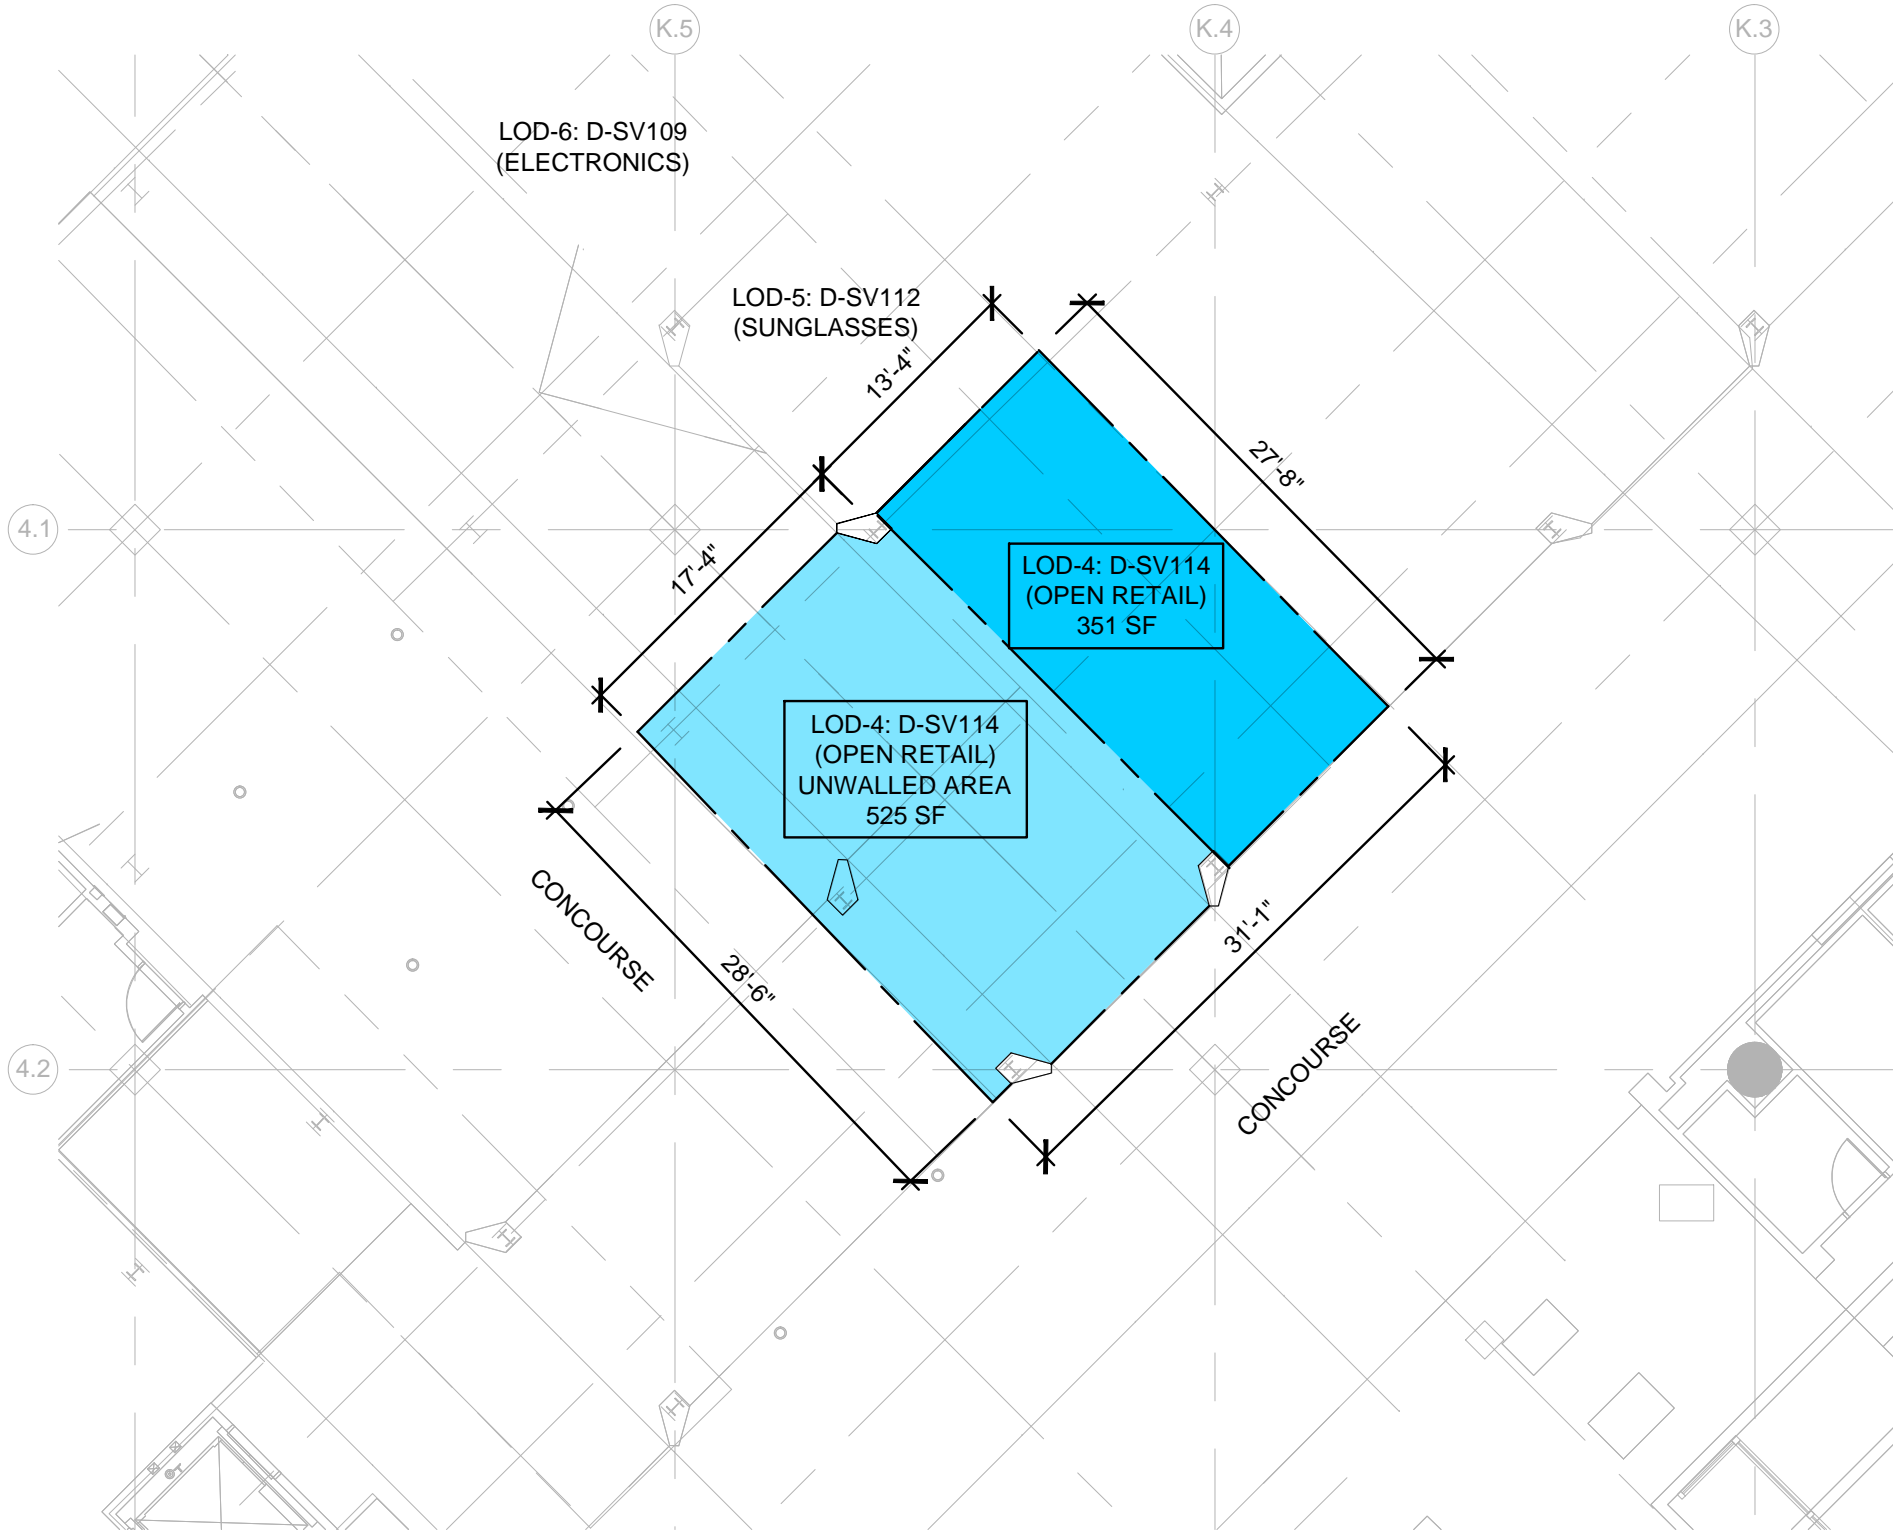 K.5
K.4
K.3
LOD-6: D-SV109
(ELECTRONICS)
LOD-5: D-SV112
(SUNGLASSES)
13'-4"
27'-8"
4.1
17'-4"
LOD-4: D-SV114
(OPEN RETAIL)
351 SF
LOD-4: D-SV114
(OPEN RETAIL)
UNWALLED AREA
525 SF
CONCOURSE
28'-6"
31'-1"
CONCOURSE
4.2